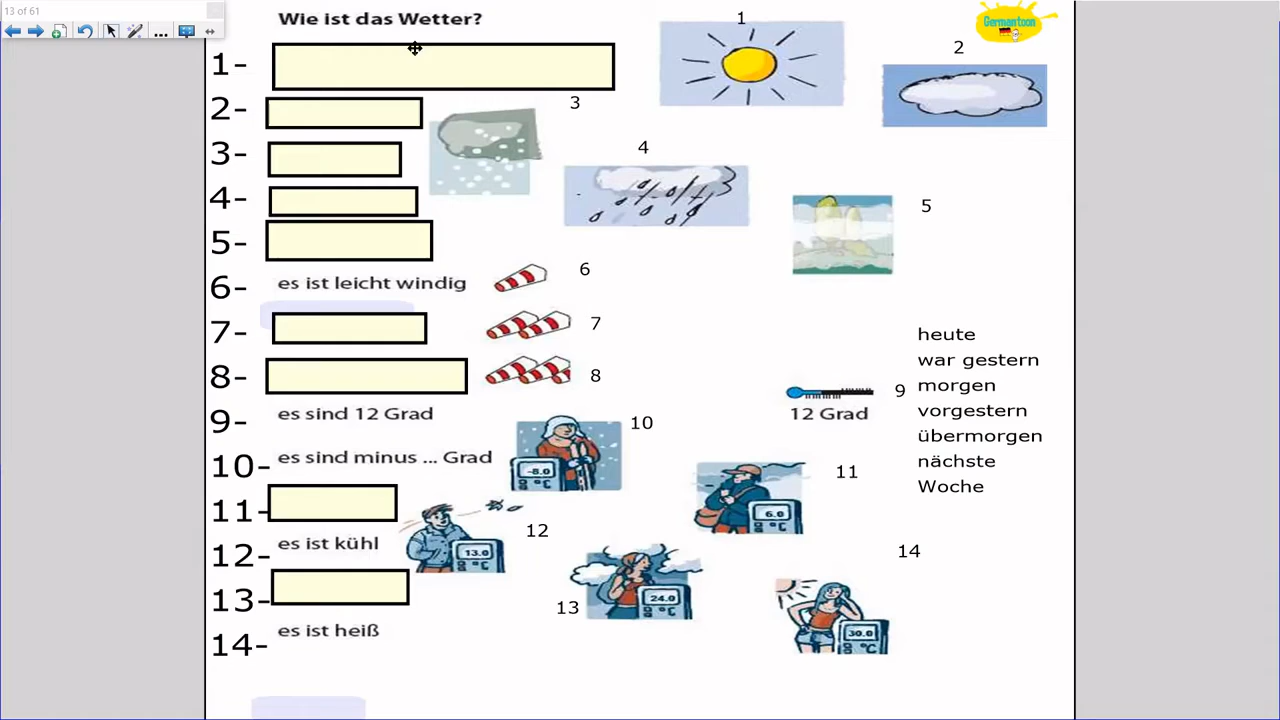 13 of 61
Wie ist das Wetter?
Germantoon
1
2
1-
2-
3
3-
4
4-
5
5-
6- es ist leicht windig
6
7-
7
8-
8
heute
war gestern
morgen
vorgestern
übermorgen
nächste
Woche
9- es sind 12 Grad
9
12 Grad
10- es sind minus ... Grad
10
-8.0
°C
11-
11
6.0
°C
12- es ist kühl
12
13.0
°C
13-
13
24.0
°C
14- es ist heiß
14
30.0
°C